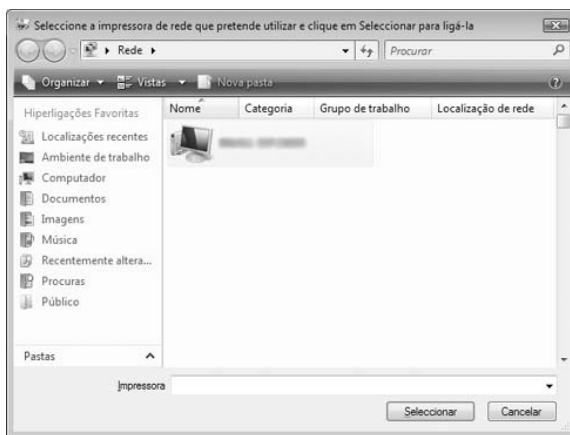 Seleccione a impressora de rede que pretende utilizar e clique em Seleccionar para ligá-la
Rede
Procurar
Organizar
Vistas
Nova pasta
Hiperligações Favoritas
Localizações recentes
Ambiente de trabalho
Computador
Documentos
Imagens
Música
Recentemente altera...
Procuras
Público
Pastas
Nome
Categoria
Grupo de trabalho
Localização de rede
Impressora
Seleccionar
Cancelar